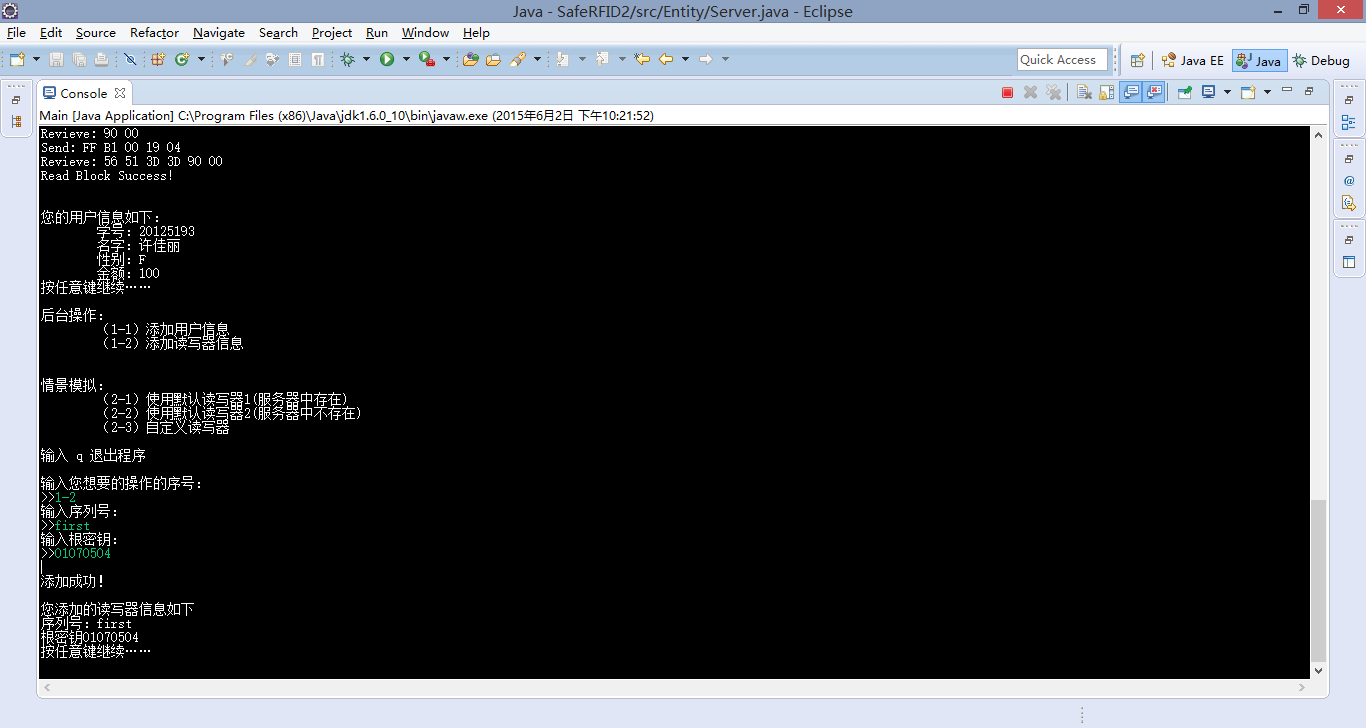 Java - SafeRFID2/src/Entity/Server.java - Eclipse
File Edit Source Refactor Navigate Search Project Run Window Help
Quick Access Java EE Java Debug
Console
Main [Java Application] C:\Program Files (x86)\Java\jdk1.6.0_10\bin\javaw.exe (2015年6月2日 下午10:21:52)
Revieve: 90 00
Send: FF B1 00 19 04
Revieve: 56 51 3D 3D 90 00
Read Block Success!
您的用户信息如下:
学号: 20125193
名字: 许佳丽
性别: F
金额: 100
按任意键继续……
后台操作:
（1-1）添加用户信息
（1-2）添加读写器信息
情景模拟:
（2-1）使用默认读写器1(服务器中存在)
（2-2）使用默认读写器2(服务器中不存在)
（2-3）自定义读写器
输入 q 退出程序
输入您想要的操作的序号:
>>1-2
输入序列号:
>>first
输入根密钥:
>>01070504
添加成功!
您添加的读写器信息如下
序列号: first
根密钥01070504
按任意键继续……